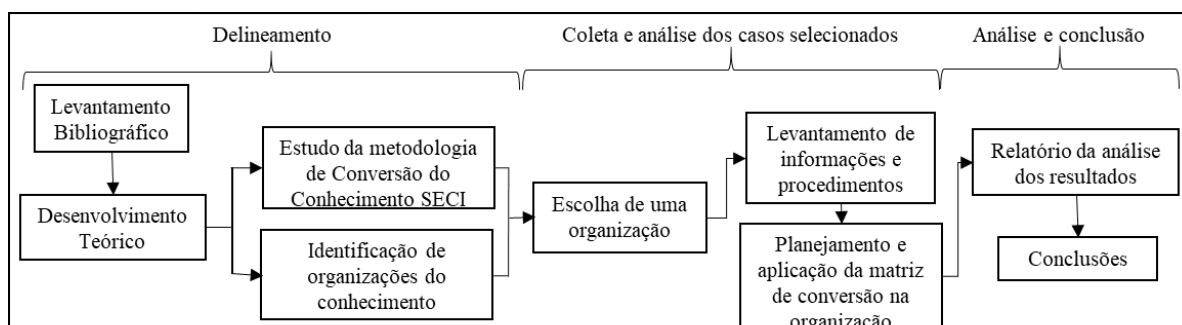 Delineamento
Coleta e análise dos casos selecionados
Análise e conclusão
Levantamento
Bibliográfico
Desenvolvimento
Teórico
Estudo da metodologia
de Conversão do
Conhecimento SECI
Identificação de
organizações do
conhecimento
Escolha de uma
organização
Levantamento de
informações e
procedimentos
Planejamento e
aplicação da matriz
de conversão na
organização
Relatório da análise
dos resultados
Conclusões